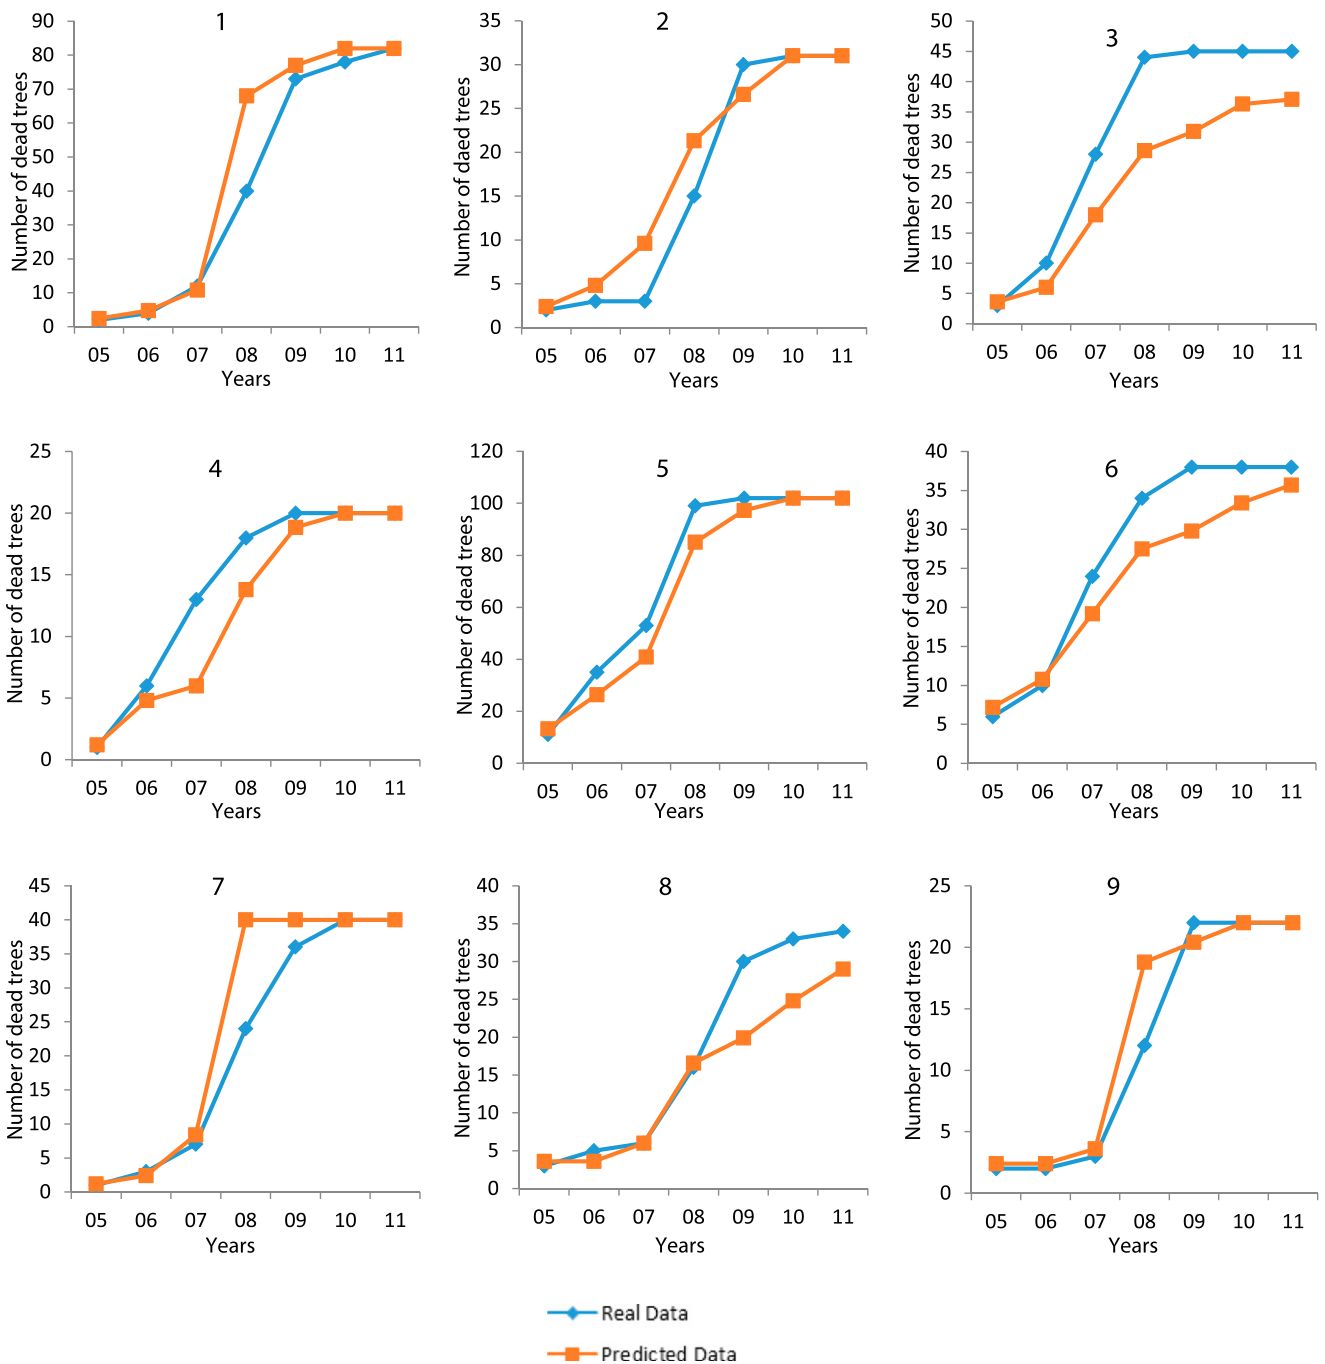 1
Number of dead trees
90
80
70
60
50
40
30
20
10
0
05 06 07 08 09 10 11
Years
2
Number of daed trees
35
30
25
20
15
10
5
0
05 06 07 08 09 10 11
Years
3
Number of dead trees
50
45
40
35
30
25
20
15
10
5
0
05 06 07 08 09 10 11
Years
4
Number of dead trees
25
20
15
10
5
0
05 06 07 08 09 10 11
Years
5
Number of dead trees
120
100
80
60
40
20
0
05 06 07 08 09 10 11
Years
6
Number of dead trees
40
35
30
25
20
15
10
5
0
05 06 07 08 09 10 11
Years
7
Number of dead trees
45
40
35
30
25
20
15
10
5
0
05 06 07 08 09 10 11
Years
8
Number of dead trees
40
35
30
25
20
15
10
5
0
05 06 07 08 09 10 11
Years
9
Number of dead trees
25
20
15
10
5
0
05 06 07 08 09 10 11
Years
Real Data
Predicted Data